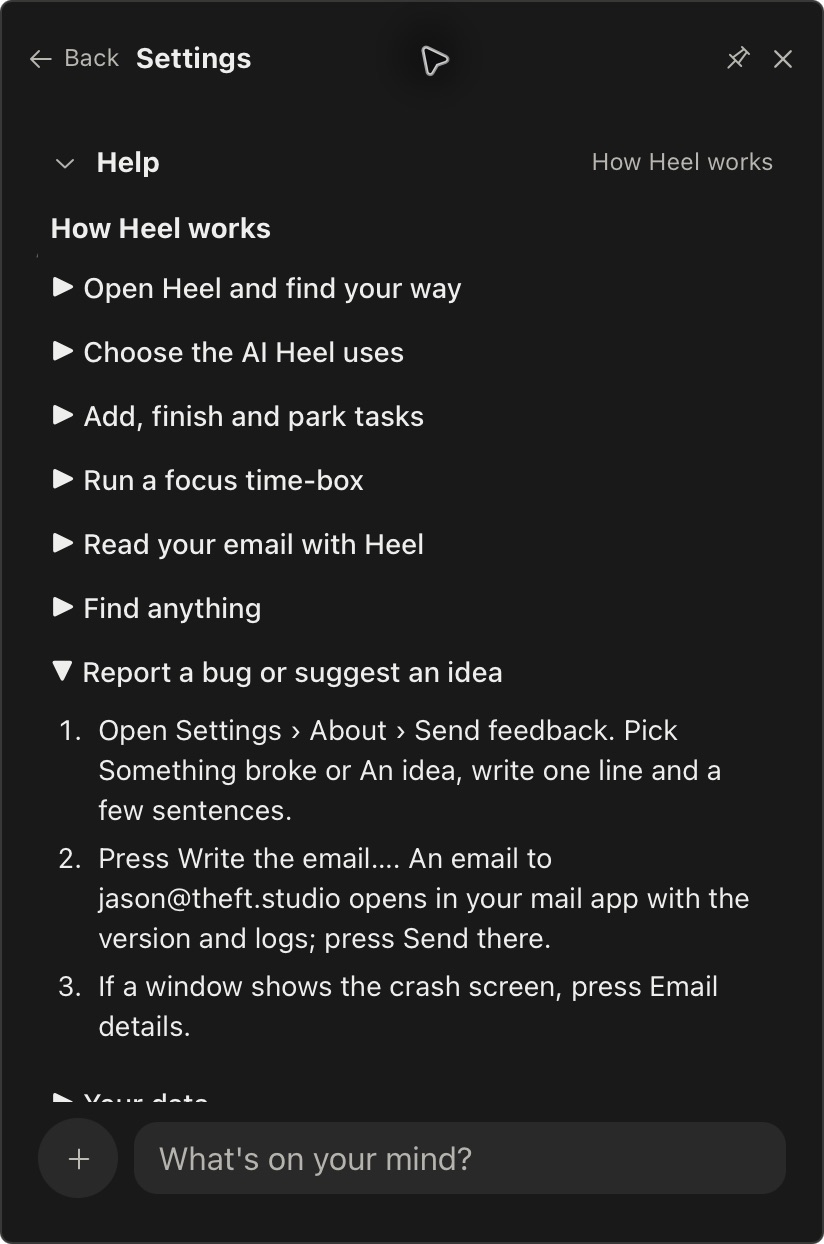 Back Settings
Help How Heel works
How Heel works
Open Heel and find your way
Choose the AI Heel uses
Add, finish and park tasks
Run a focus time-box
Read your email with Heel
Find anything
Report a bug or suggest an idea
1. Open Settings › About › Send feedback. Pick
Something broke or An idea, write one line and a
few sentences.
2. Press Write the email…. An email to
jason@theft.studio opens in your mail app with the
version and logs; press Send there.
3. If a window shows the crash screen, press Email
details.
Your data
What's on your mind?